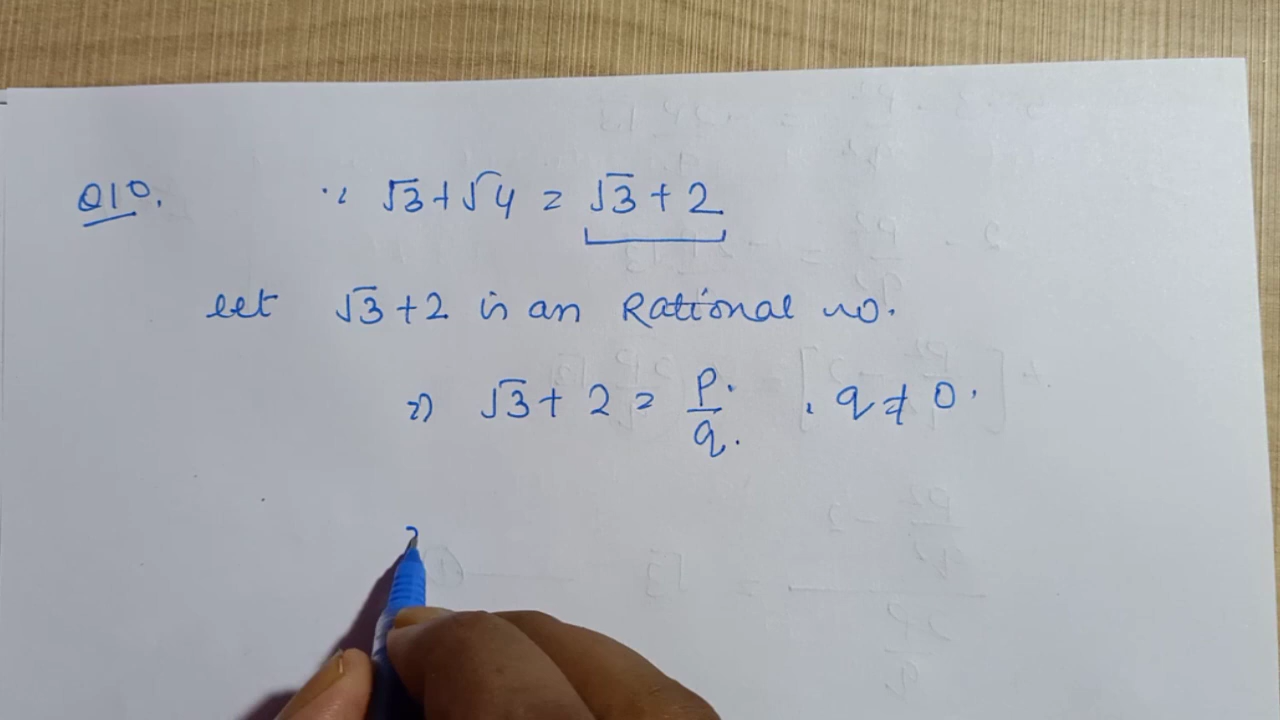 Q10. ∵ √3 + √4 = √3 + 2
let √3 + 2 is an Rational no.
⇒ √3 + 2 = p/q. , q ≠ 0.